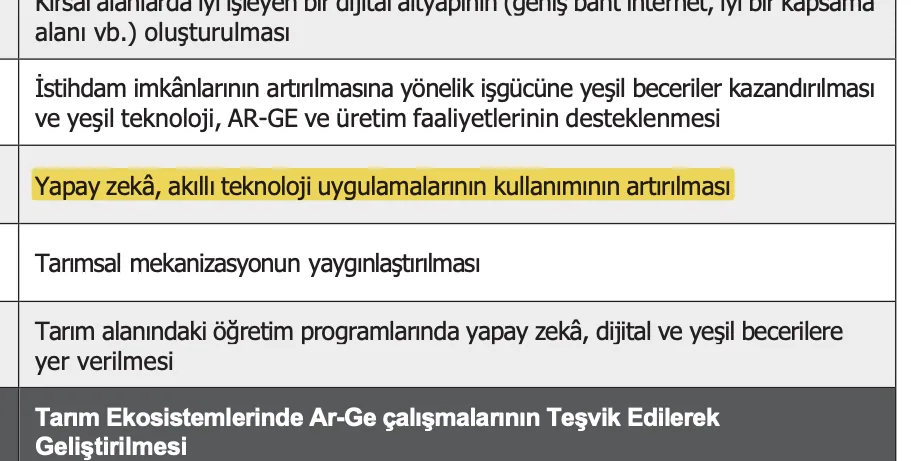 Kırsal alanlarda iyi işleyen bir dijital altyapının (geniş bant internet, iyi bir kapsama
alanı vb.) oluşturulması
İstihdam imkânlarının artırılmasına yönelik işgücüne yeşil beceriler kazandırılması
ve yeşil teknoloji, AR-GE ve üretim faaliyetlerinin desteklenmesi
Yapay zekâ, akıllı teknoloji uygulamalarının kullanımının artırılması
Tarımsal mekanizasyonun yaygınlaştırılması
Tarım alanındaki öğretim programlarında yapay zekâ, dijital ve yeşil becerilere
yer verilmesi
Tarım Ekosistemlerinde Ar-Ge çalışmalarının Teşvik Edilerek
Geliştirilmesi